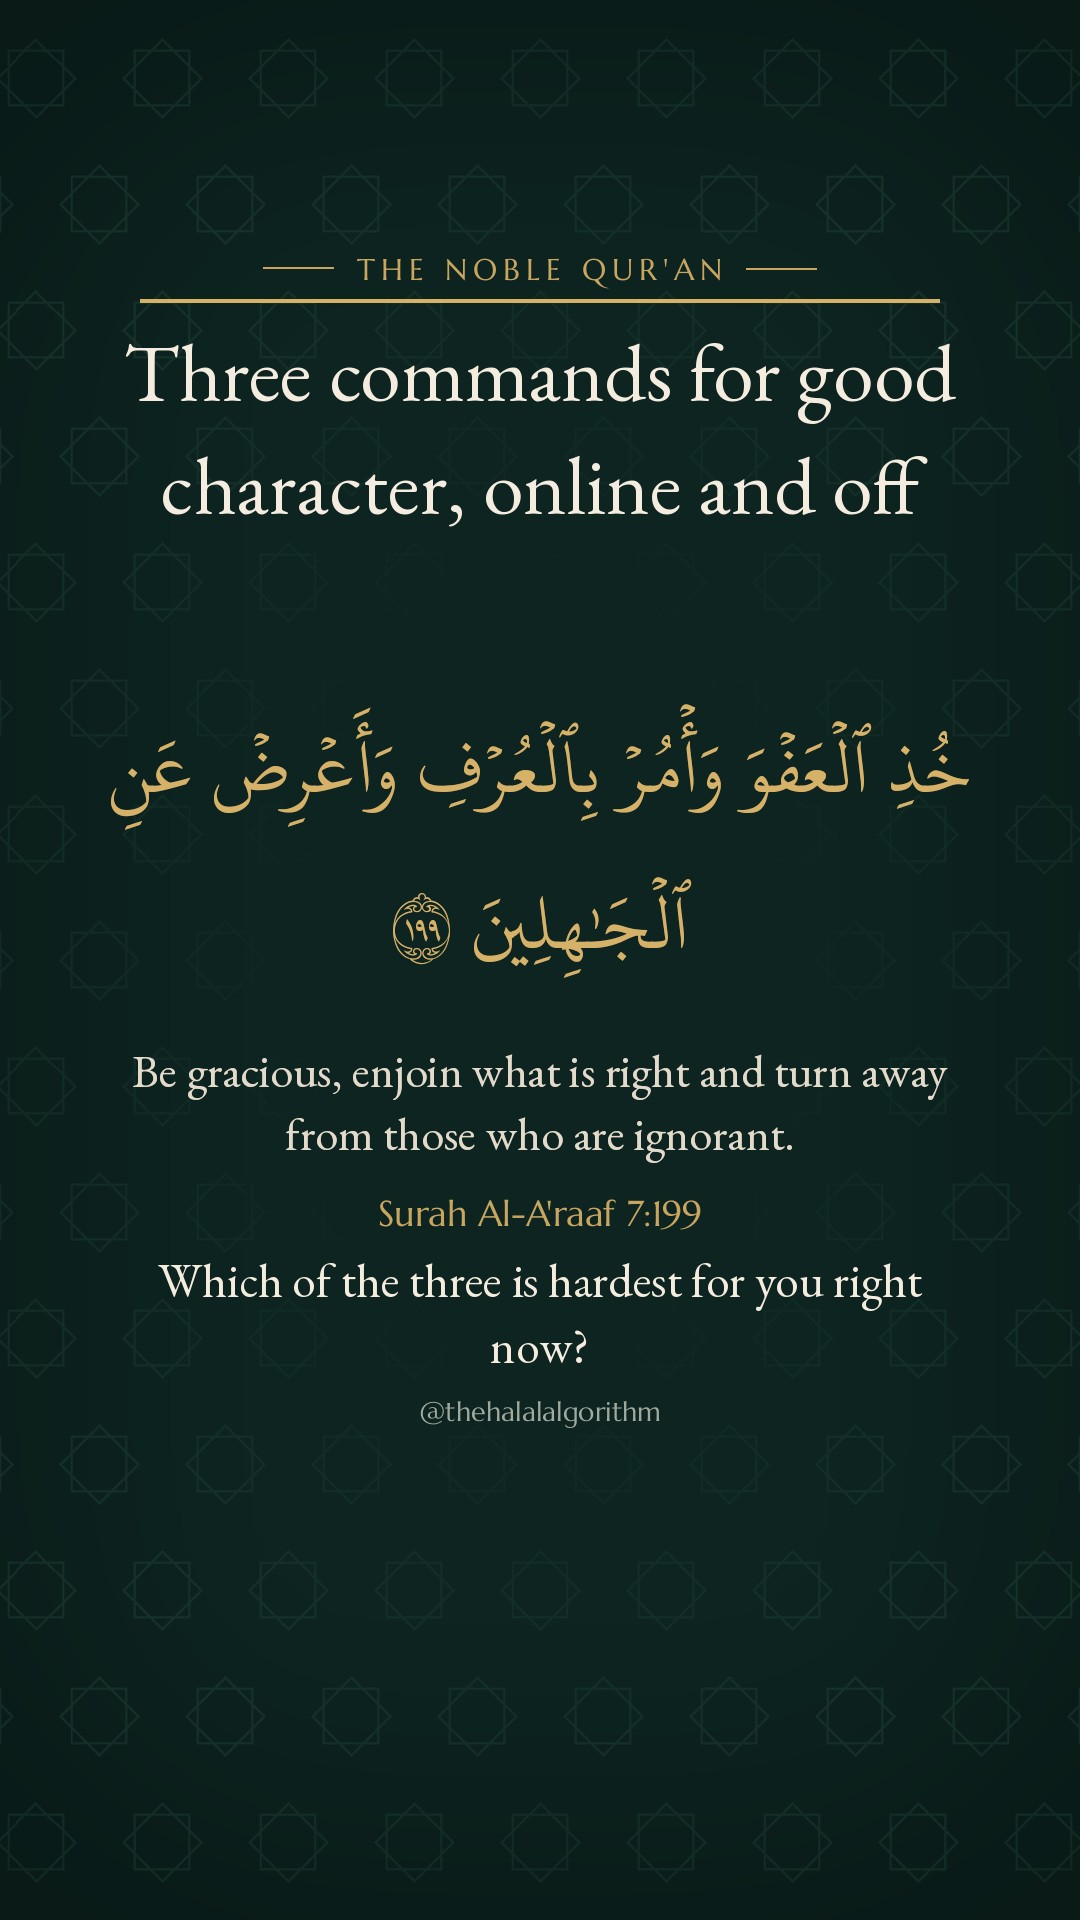 THE NOBLE QUR'AN
Three commands for good
character, online and off
خُذِ ٱلْعَفْوَ وَأْمُرْ بِٱلْعُرْفِ وَأَعْرِضْ عَنِ
ٱلْجَـٰهِلِينَ ١٩٩
Be gracious, enjoin what is right and turn away
from those who are ignorant.
Surah Al-A'raaf 7:199
Which of the three is hardest for you right
now?
@thehalalalgorithm